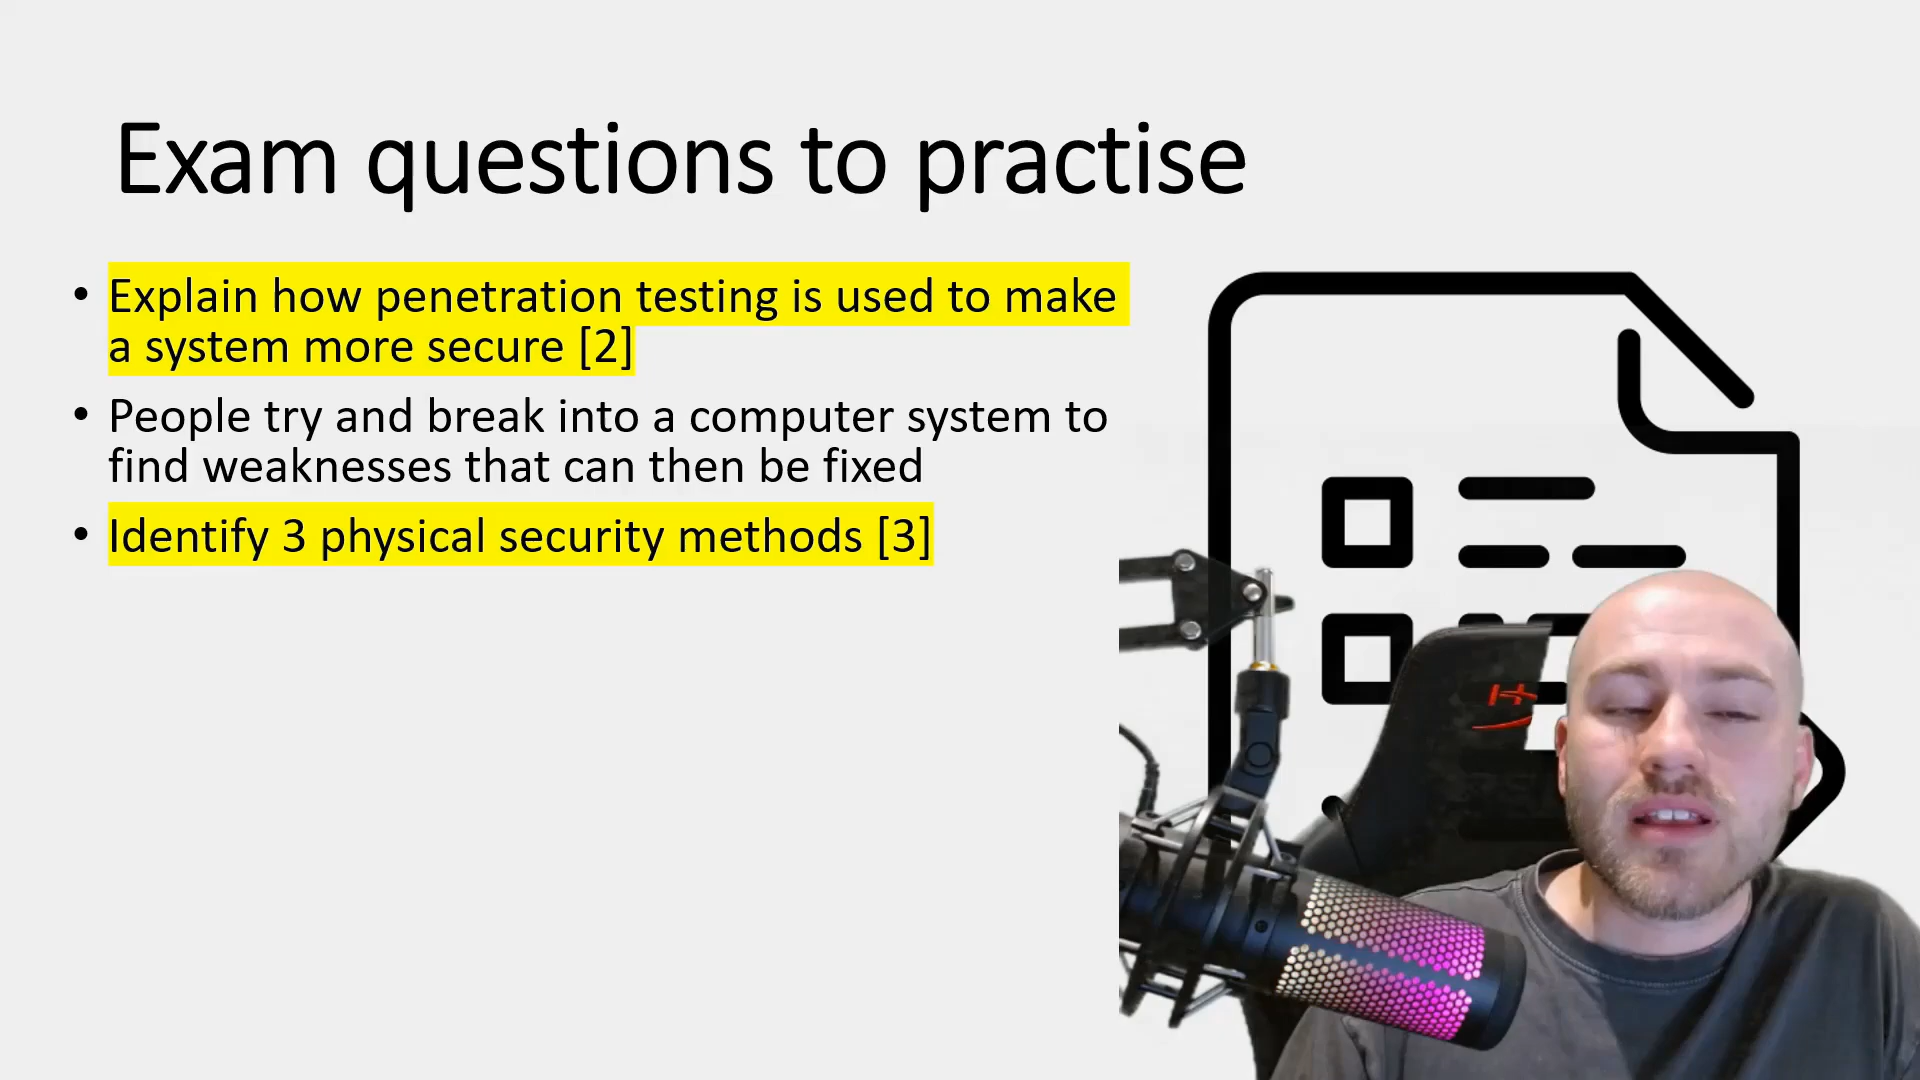 Exam questions to practise
• Explain how penetration testing is used to make
a system more secure [2]
• People try and break into a computer system to
find weaknesses that can then be fixed
• Identify 3 physical security methods [3]